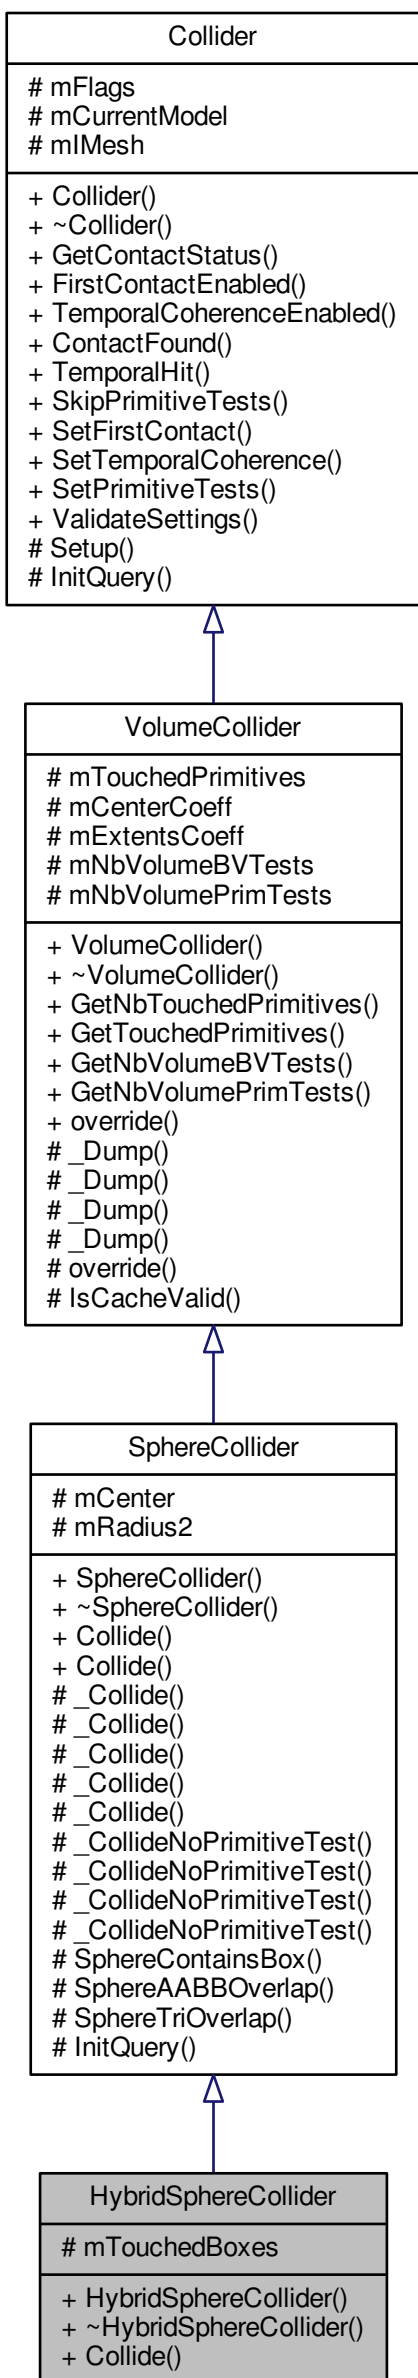 Collider
# mFlags
# mCurrentModel
# mIMesh
+ Collider()
+ ~Collider()
+ GetContactStatus()
+ FirstContactEnabled()
+ TemporalCoherenceEnabled()
+ ContactFound()
+ TemporalHit()
+ SkipPrimitiveTests()
+ SetFirstContact()
+ SetTemporalCoherence()
+ SetPrimitiveTests()
+ ValidateSettings()
# Setup()
# InitQuery()
VolumeCollider
# mTouchedPrimitives
# mCenterCoeff
# mExtentsCoeff
# mNbVolumeBVTests
# mNbVolumePrimTests
+ VolumeCollider()
+ ~VolumeCollider()
+ GetNbTouchedPrimitives()
+ GetTouchedPrimitives()
+ GetNbVolumeBVTests()
+ GetNbVolumePrimTests()
+ override()
# _Dump()
# _Dump()
# _Dump()
# _Dump()
# override()
# IsCacheValid()
SphereCollider
# mCenter
# mRadius2
+ SphereCollider()
+ ~SphereCollider()
+ Collide()
+ Collide()
# _Collide()
# _Collide()
# _Collide()
# _Collide()
# _Collide()
# _CollideNoPrimitiveTest()
# _CollideNoPrimitiveTest()
# _CollideNoPrimitiveTest()
# _CollideNoPrimitiveTest()
# SphereContainsBox()
# SphereAABBOverlap()
# SphereTriOverlap()
# InitQuery()
HybridSphereCollider
# mTouchedBoxes
+ HybridSphereCollider()
+ ~HybridSphereCollider()
+ Collide()